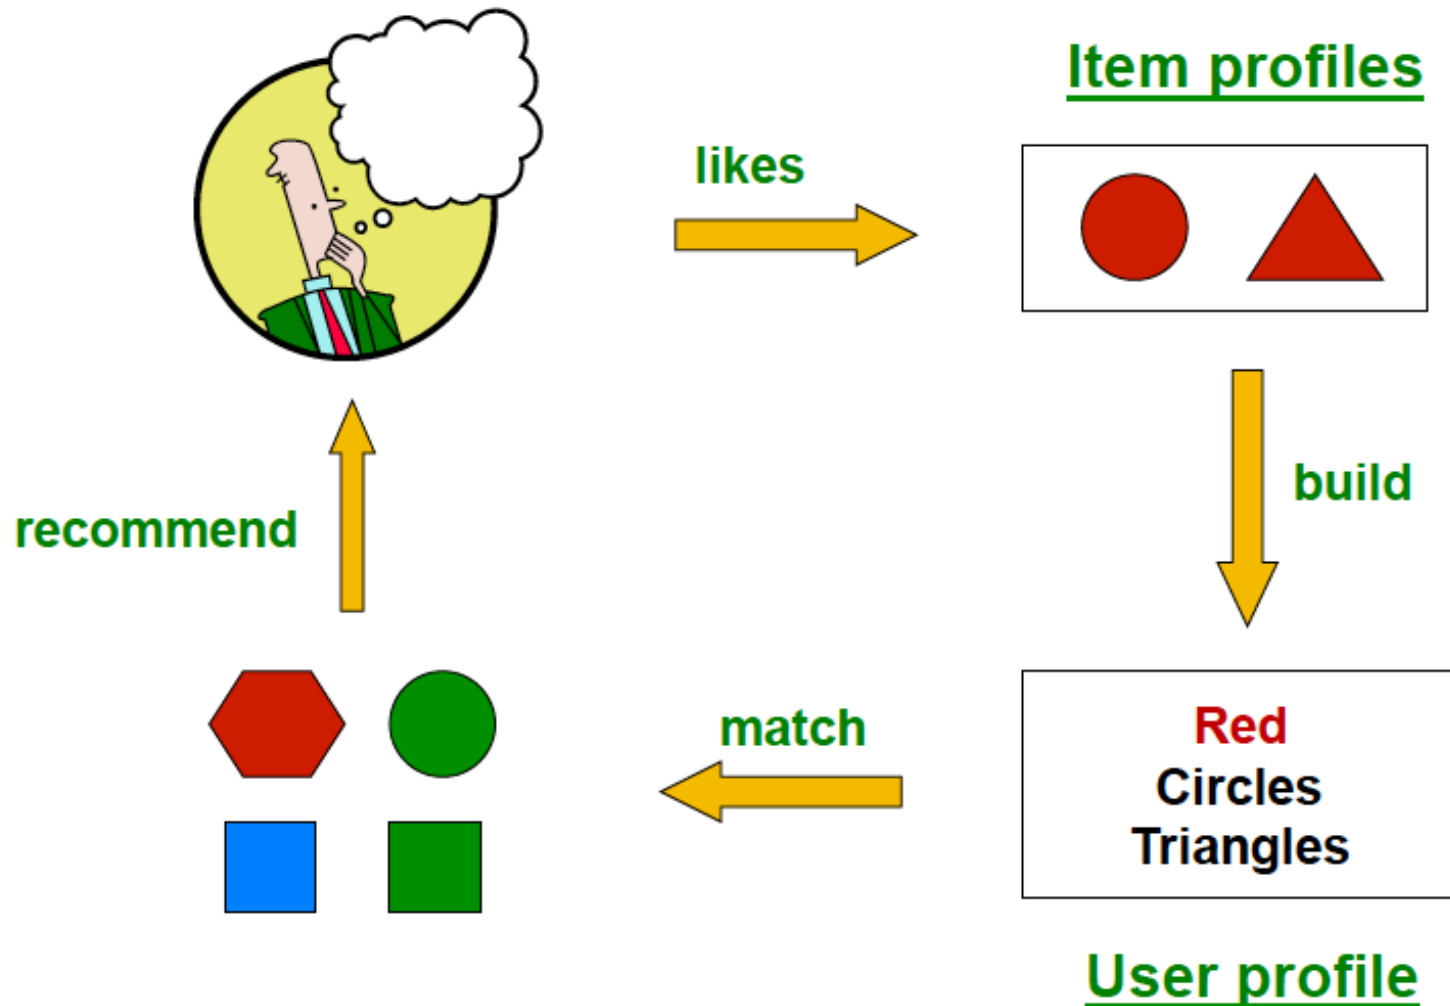 Item profiles
likes
build
recommend
match
Red
Circles
Triangles
User profile